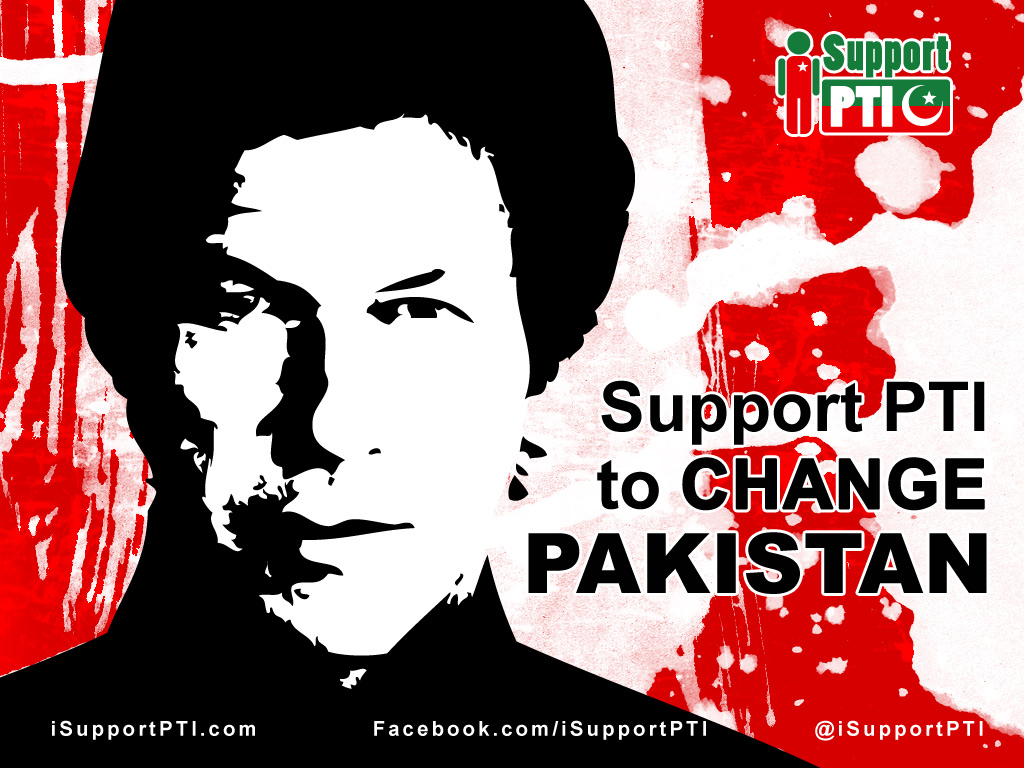 Support
PTI
Support PTI
to CHANGE
PAKISTAN
iSupportPTI.com
Facebook.com/iSupportPTI
@iSupportPTI